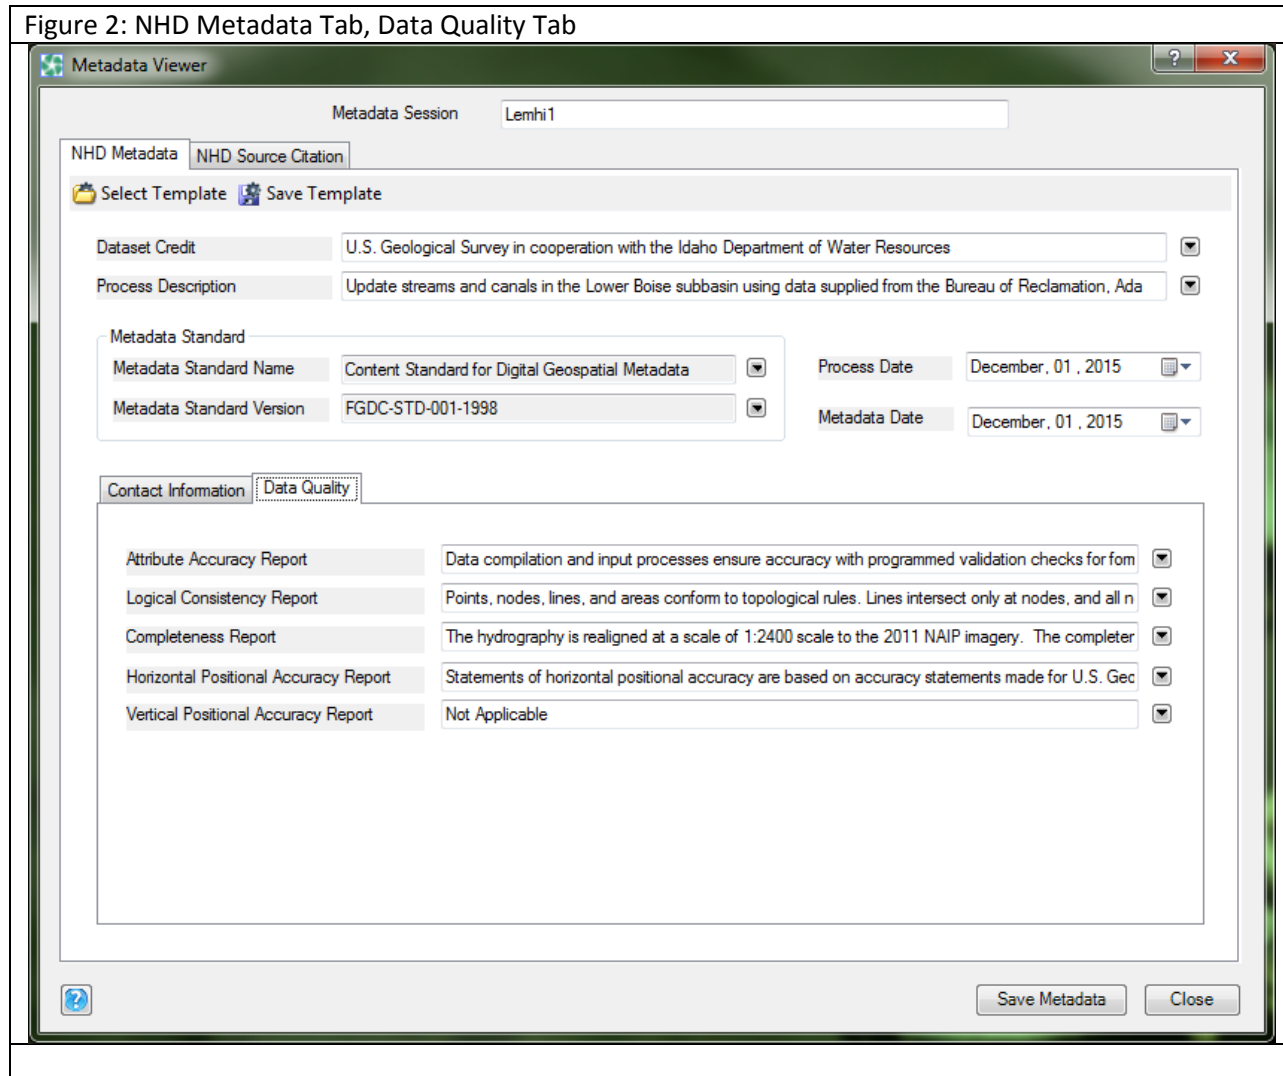 Figure 2: NHD Metadata Tab, Data Quality Tab
Metadata Viewer
Metadata Session Lemhi1
NHD Metadata NHD Source Citation
Select Template Save Template
Dataset Credit U.S. Geological Survey in cooperation with the Idaho Department of Water Resources
Process Description Update streams and canals in the Lower Boise subbasin using data supplied from the Bureau of Reclamation, Ada
Metadata Standard
Metadata Standard Name Content Standard for Digital Geospatial Metadata Process Date December, 01 , 2015
Metadata Standard Version FGDC-STD-001-1998 Metadata Date December, 01 , 2015
Contact Information Data Quality
Attribute Accuracy Report Data compilation and input processes ensure accuracy with programmed validation checks for fom
Logical Consistency Report Points, nodes, lines, and areas conform to topological rules. Lines intersect only at nodes, and all n
Completeness Report The hydrography is realigned at a scale of 1:2400 scale to the 2011 NAIP imagery. The completer
Horizontal Positional Accuracy Report Statements of horizontal positional accuracy are based on accuracy statements made for U.S. Geo
Vertical Positional Accuracy Report Not Applicable
Save Metadata Close